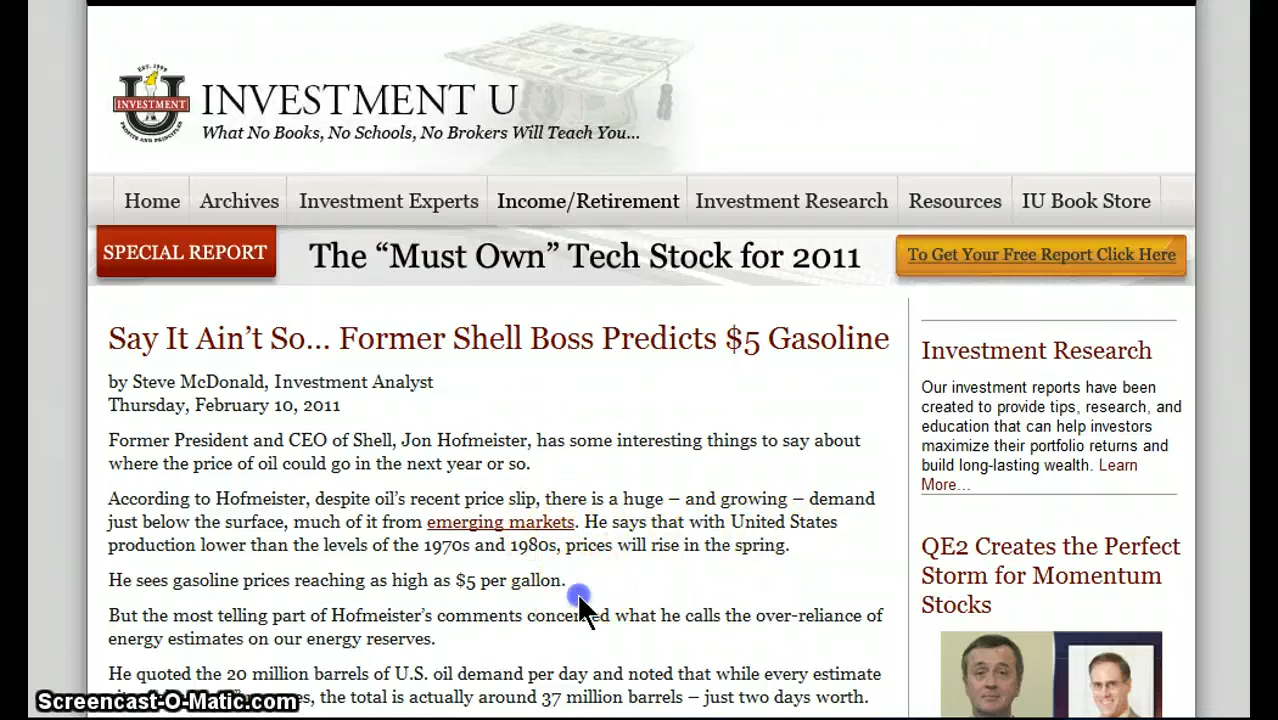 EST. 1999
INVESTMENT
PROFITS AND PRINCIPLES
INVESTMENT U
What No Books, No Schools, No Brokers Will Teach You...
Home Archives Investment Experts Income/Retirement Investment Research Resources IU Book Store
SPECIAL REPORT The “Must Own” Tech Stock for 2011 To Get Your Free Report Click Here
Say It Ain’t So… Former Shell Boss Predicts $5 Gasoline
by Steve McDonald, Investment Analyst
Thursday, February 10, 2011
Former President and CEO of Shell, Jon Hofmeister, has some interesting things to say about
where the price of oil could go in the next year or so.
According to Hofmeister, despite oil’s recent price slip, there is a huge – and growing – demand
just below the surface, much of it from emerging markets. He says that with United States
production lower than the levels of the 1970s and 1980s, prices will rise in the spring.
He sees gasoline prices reaching as high as $5 per gallon.
But the most telling part of Hofmeister’s comments concerned what he calls the over-reliance of
energy estimates on our energy reserves.
He quoted the 20 million barrels of U.S. oil demand per day and noted that while every estimate
the total is actually around 37 million barrels – just two days worth.
Investment Research
Our investment reports have been
created to provide tips, research, and
education that can help investors
maximize their portfolio returns and
build long-lasting wealth. Learn
More...
QE2 Creates the Perfect
Storm for Momentum
Stocks
Screencast-O-Matic.com